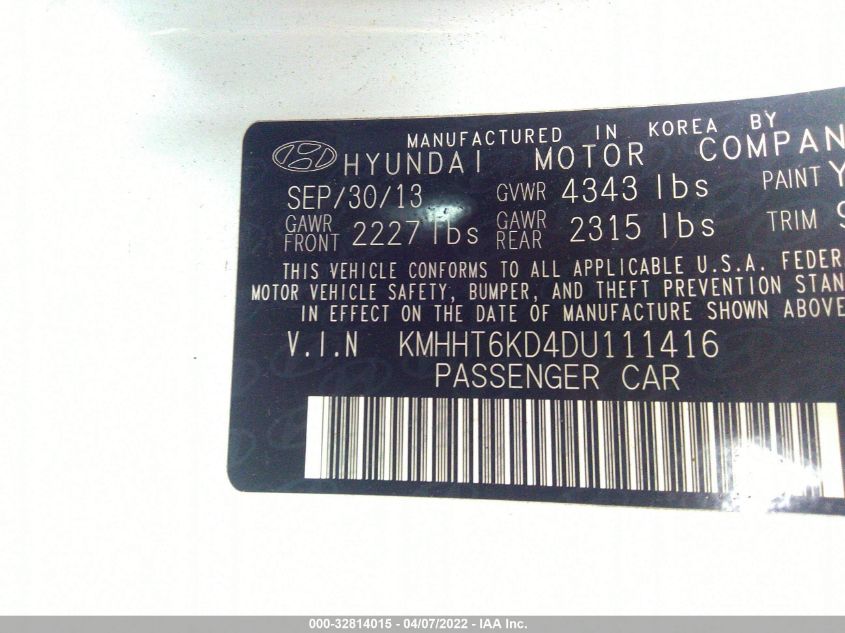 MANUFACTURED IN KOREA BY
HYUNDAI MOTOR COMPAN
SEP/30/13 GVWR 4343 lbs PAINT Y
GAWR FRONT 2227 lbs GAWR REAR 2315 lbs TRIM 9
THIS VEHICLE CONFORMS TO ALL APPLICABLE U.S.A. FEDER
MOTOR VEHICLE SAFETY, BUMPER, AND THEFT PREVENTION STAN
IN EFFECT ON THE DATE OF MANUFACTURE SHOWN ABOVE
V.I.N KMHHT6KD4DU111416
PASSENGER CAR
000-32814015 - 04/07/2022 - IAA Inc.